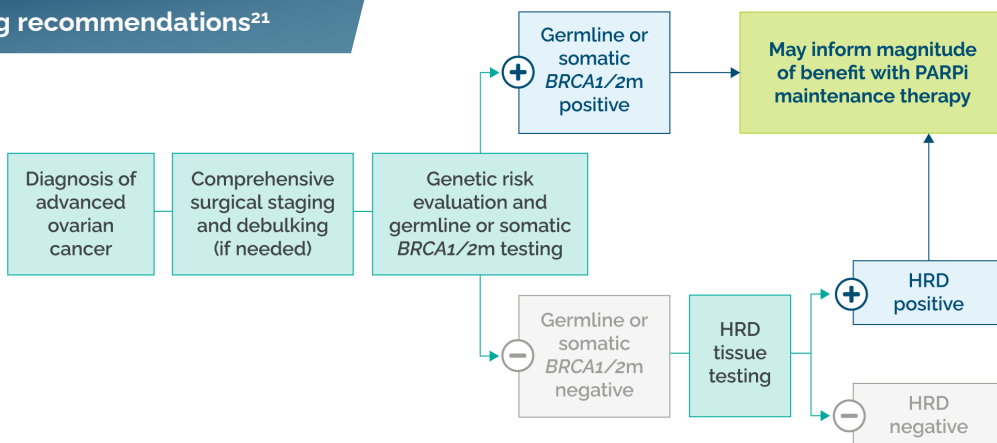 g recommendations²¹
Diagnosis of
advanced
ovarian
cancer
Comprehensive
surgical staging
and debulking
(if needed)
Genetic risk
evaluation and
germline or somatic
BRCA1/2m testing
Germline or
somatic
BRCA1/2m
positive
May inform magnitude
of benefit with PARPi
maintenance therapy
Germline or
somatic
BRCA1/2m
negative
HRD
tissue
testing
HRD
positive
HRD
negative